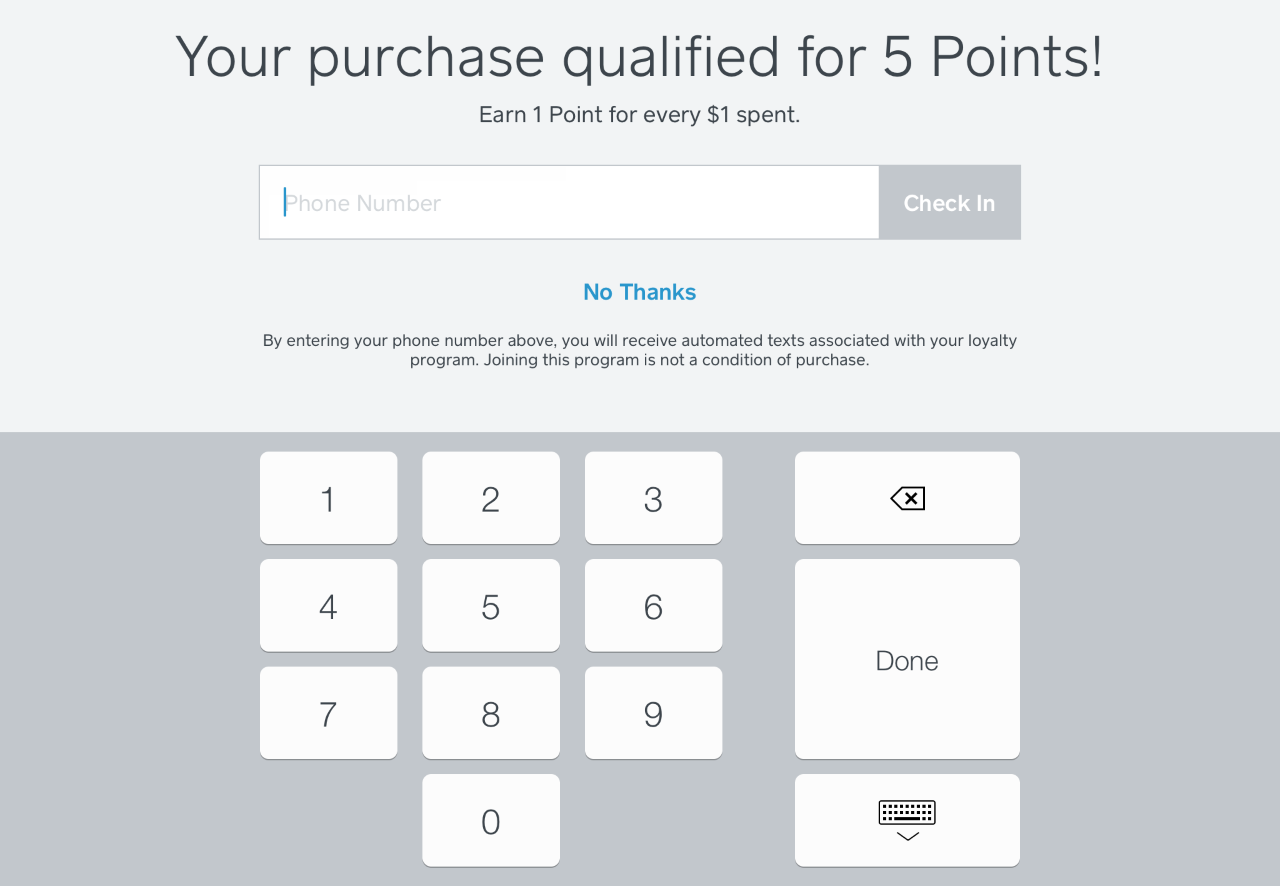 Your purchase qualified for 5 Points!
Earn 1 Point for every $1 spent.
Phone Number
Check In
No Thanks
By entering your phone number above, you will receive automated texts associated with your loyalty
program. Joining this program is not a condition of purchase.
1 2 3
4 5 6
Done
7 8 9
0